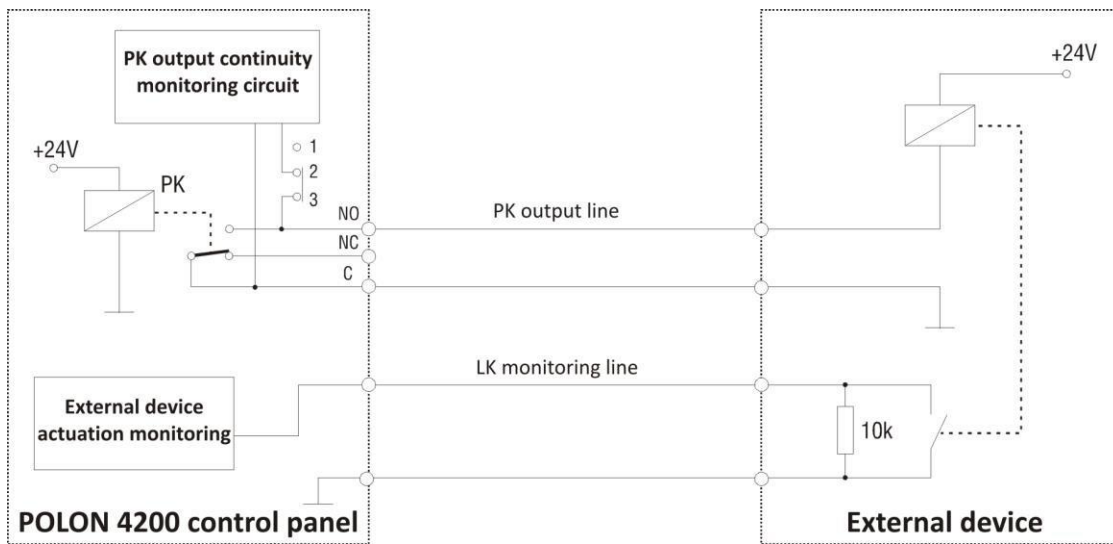 PK output continuity
monitoring circuit
+24V
PK
1
2
3
NO
NC
C
PK output line
+24V
LK monitoring line
External device
actuation monitoring
10k
POLON 4200 control panel
External device